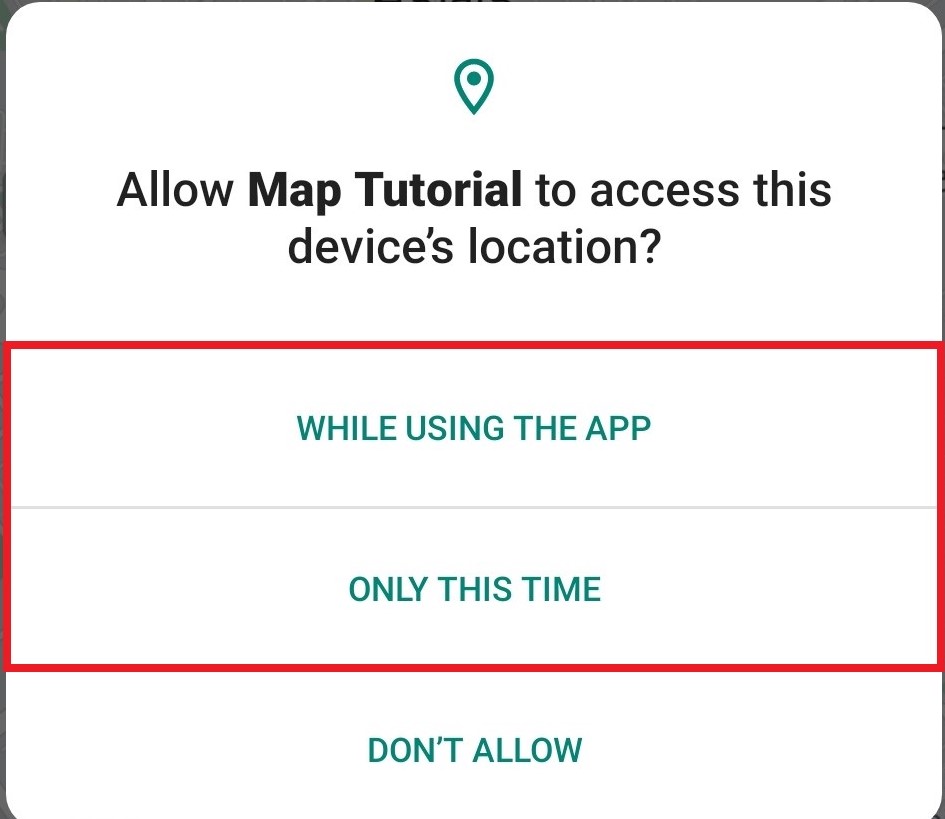 Allow Map Tutorial to access this
device’s location?
WHILE USING THE APP
ONLY THIS TIME
DON’T ALLOW